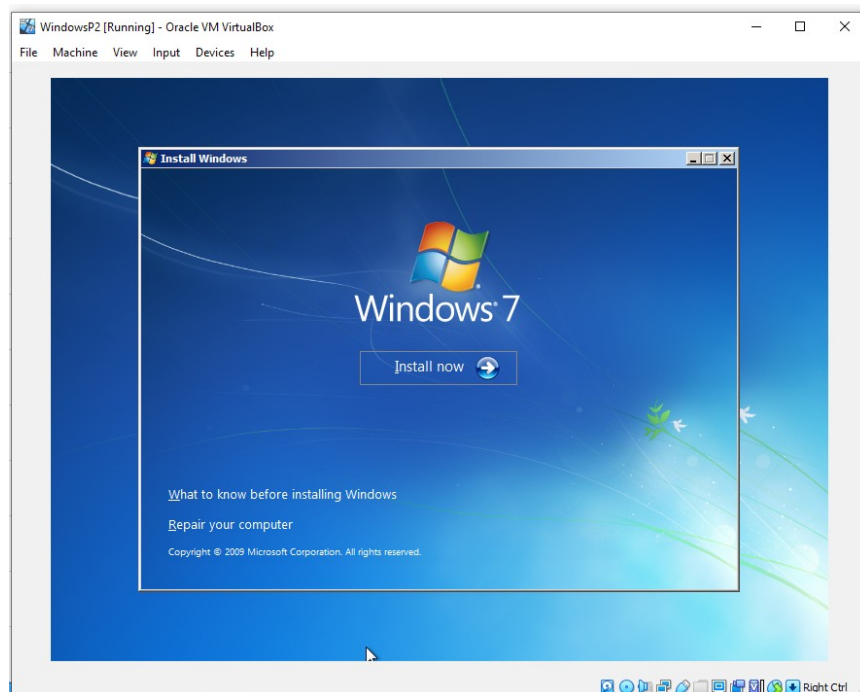 WindowsP2 [Running] - Oracle VM VirtualBox
File Machine View Input Devices Help
Install Windows
Windows 7
Install now
What to know before installing Windows
Repair your computer
Copyright © 2009 Microsoft Corporation. All rights reserved.
Right Ctrl